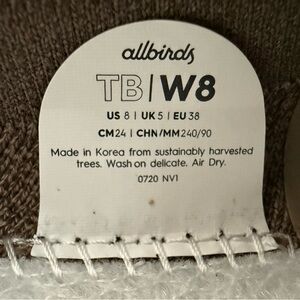 allbirds
TB|W8
US 8 | UK 5 | EU 38
CM 24 | CHN/MM 240/90
Made in Korea from sustainably harvested
trees. Wash on delicate. Air Dry.
0720 NV1